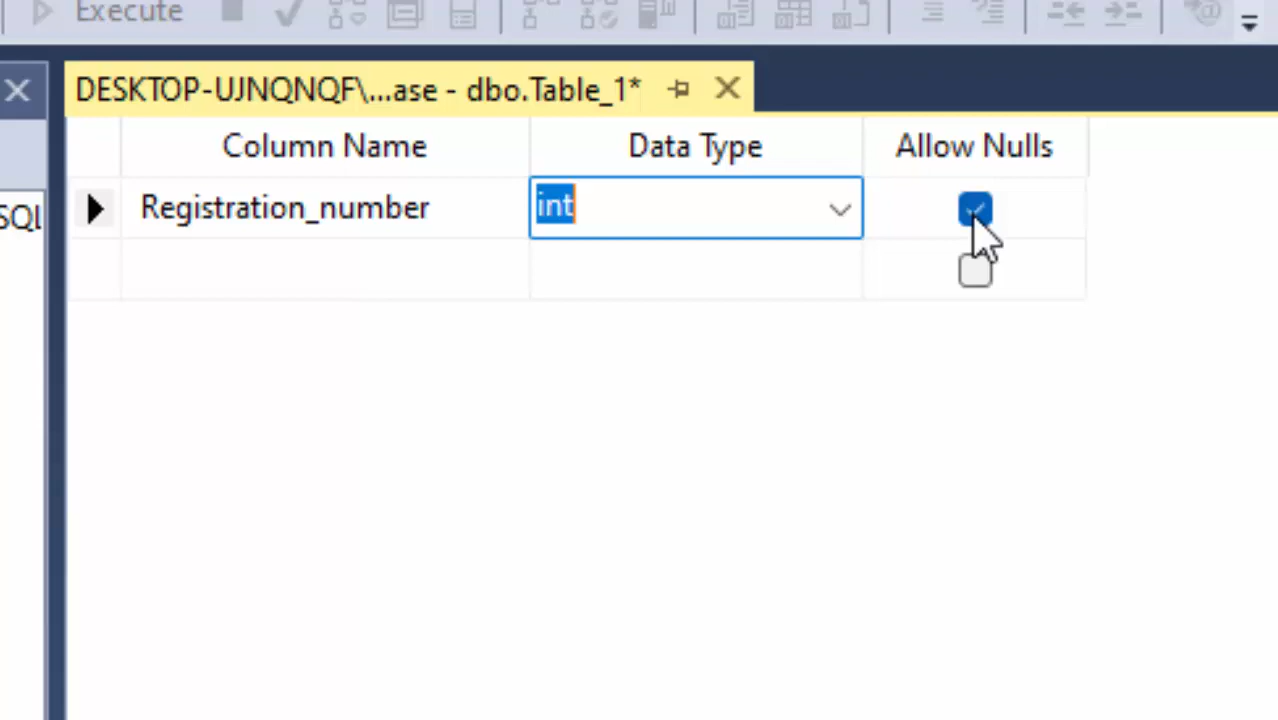 Execute
DESKTOP-UJNQNQF\...ase - dbo.Table_1*
Column Name Data Type Allow Nulls
Registration_number int
SQL